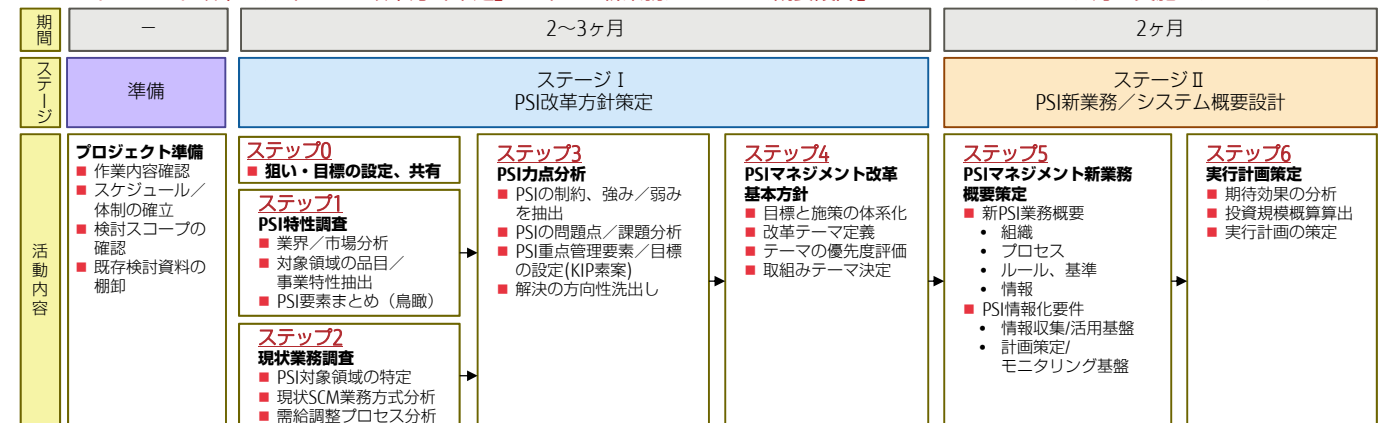 期間
－
2～3ヶ月
2ヶ月
ステージ
準備
ステージⅠ
PSI改革方針策定
ステージⅡ
PSI新業務／システム概要設計
活動内容
プロジェクト準備
■ 作業内容確認
■ スケジュール／
体制の確立
■ 検討スコープの
確認
■ 既存検討資料の
棚卸
ステップ0
■ 狙い・目標の設定、共有
ステップ1
PSI特性調査
■ 業界／市場分析
■ 対象領域の品目／
事業特性抽出
■ PSI要素まとめ（鳥瞰）
ステップ2
現状業務調査
■ PSI対象領域の特定
■ 現状SCM業務方式分析
■ 需給調整プロセス分析
ステップ3
PSI力点分析
■ PSIの制約、強み／弱み
を抽出
■ PSIの問題点／課題分析
■ PSI重点管理要素／目標
の設定(KIP素案)
■ 解決の方向性洗出し
ステップ4
PSIマネジメント改革
基本方針
■ 目標と施策の体系化
■ 改革テーマ定義
■ テーマの優先度評価
■ 取組みテーマ決定
ステップ5
PSIマネジメント新業務
概要策定
■ 新PSI業務概要
• 組織
• プロセス
• ルール、基準
• 情報
■ PSI情報化要件
• 情報収集/活用基盤
• 計画策定/
モニタリング基盤
ステップ6
実行計画策定
■ 期待効果の分析
■ 投資規模概算算出
■ 実行計画の策定